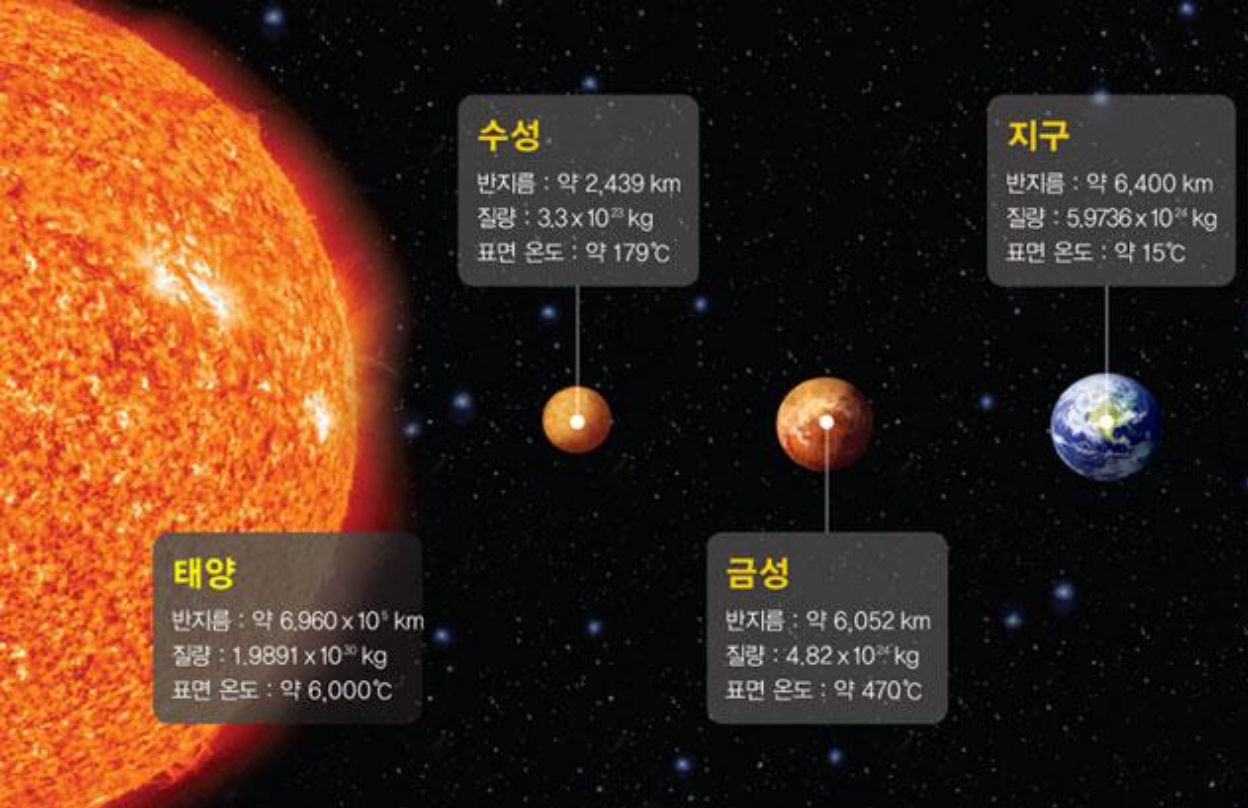 수성
반지름 : 약 2,439 km
질량 : 3.3 x 10²³ kg
표면 온도 : 약 179℃
지구
반지름 : 약 6,400 km
질량 : 5.9736 x 10²⁴ kg
표면 온도 : 약 15℃
태양
반지름 : 약 6,960 x 10⁵ km
질량 : 1.9891 x 10³⁰ kg
표면 온도 : 약 6,000℃
금성
반지름 : 약 6,052 km
질량 : 4.82 x 10²⁴ kg
표면 온도 : 약 470℃